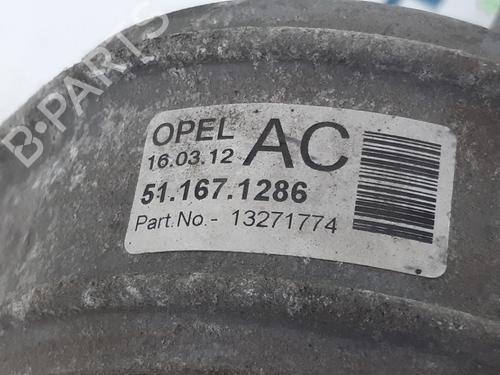 B-PARTS
OPEL AC
16.03.12
51.167.1286
Part.No.- 13271774